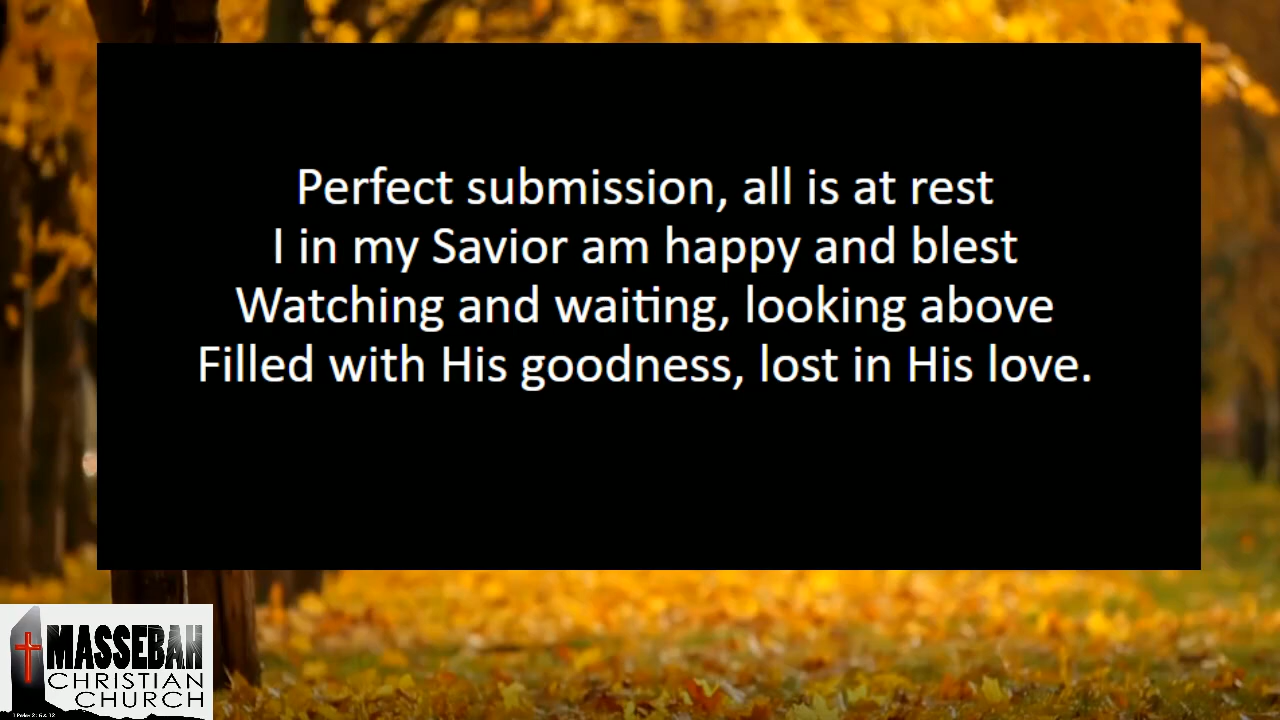 Perfect submission, all is at rest
I in my Savior am happy and blest
Watching and waiting, looking above
Filled with His goodness, lost in His love.
MASSEBAH
CHRISTIAN
CHURCH